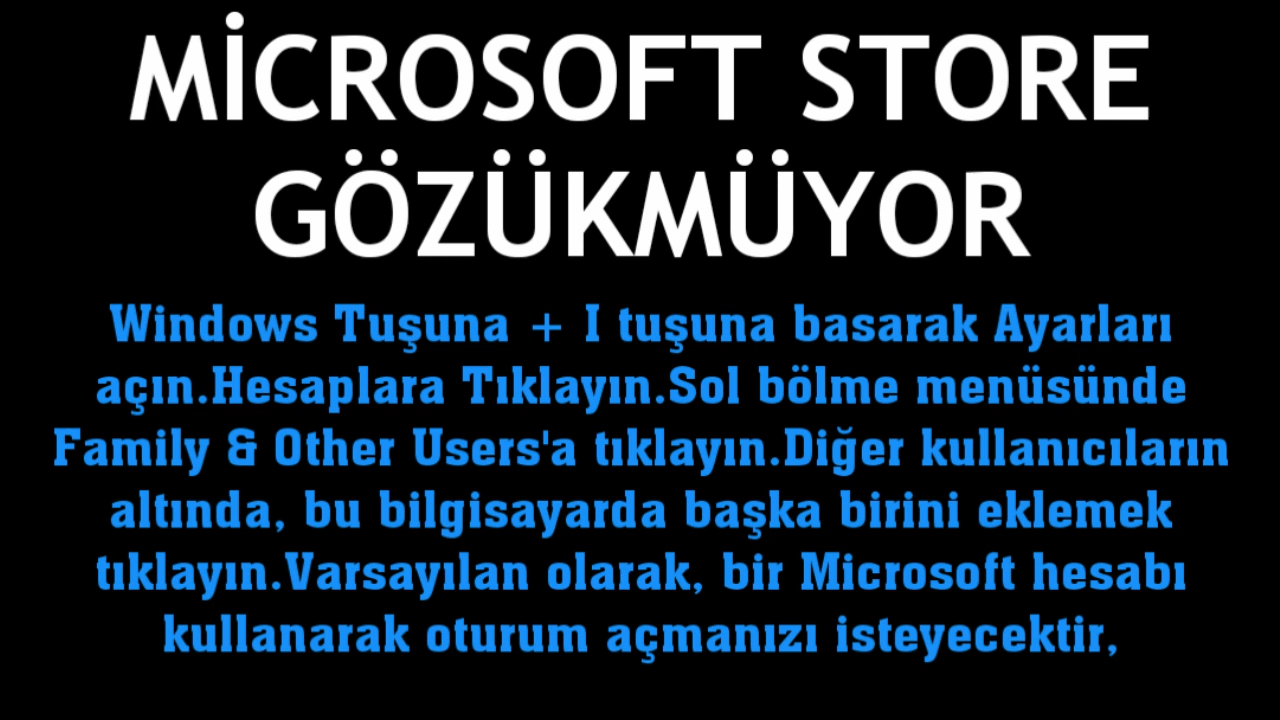 MİCROSOFT STORE
GÖZÜKMÜYOR
Windows Tuşuna + I tuşuna basarak Ayarları
açın.Hesaplara Tıklayın.Sol bölme menüsünde
Family & Other Users'a tıklayın.Diğer kullanıcıların
altında, bu bilgisayarda başka birini eklemek
tıklayın.Varsayılan olarak, bir Microsoft hesabı
kullanarak oturum açmanızı isteyecektir,